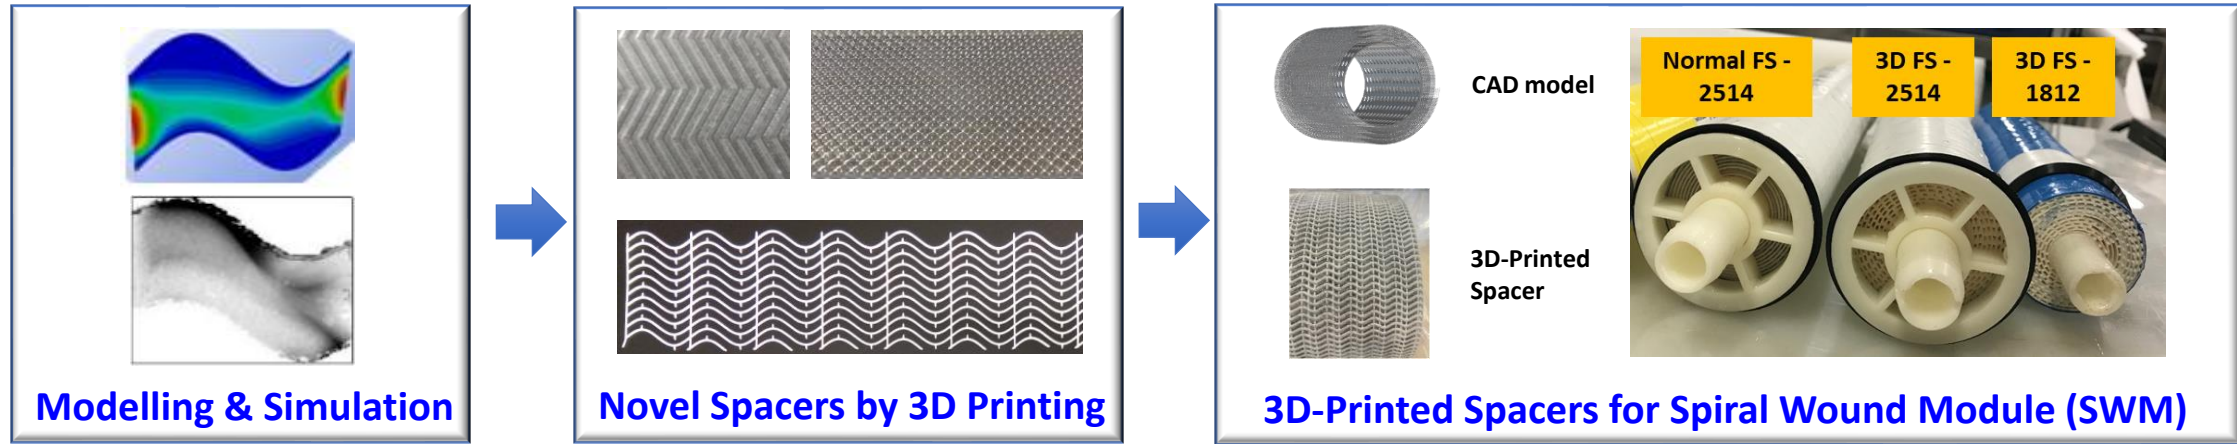 Modelling & Simulation
Novel Spacers by 3D Printing
CAD model
3D-Printed
Spacer
Normal FS -
2514
3D FS -
2514
3D FS -
1812
3D-Printed Spacers for Spiral Wound Module (SWM)